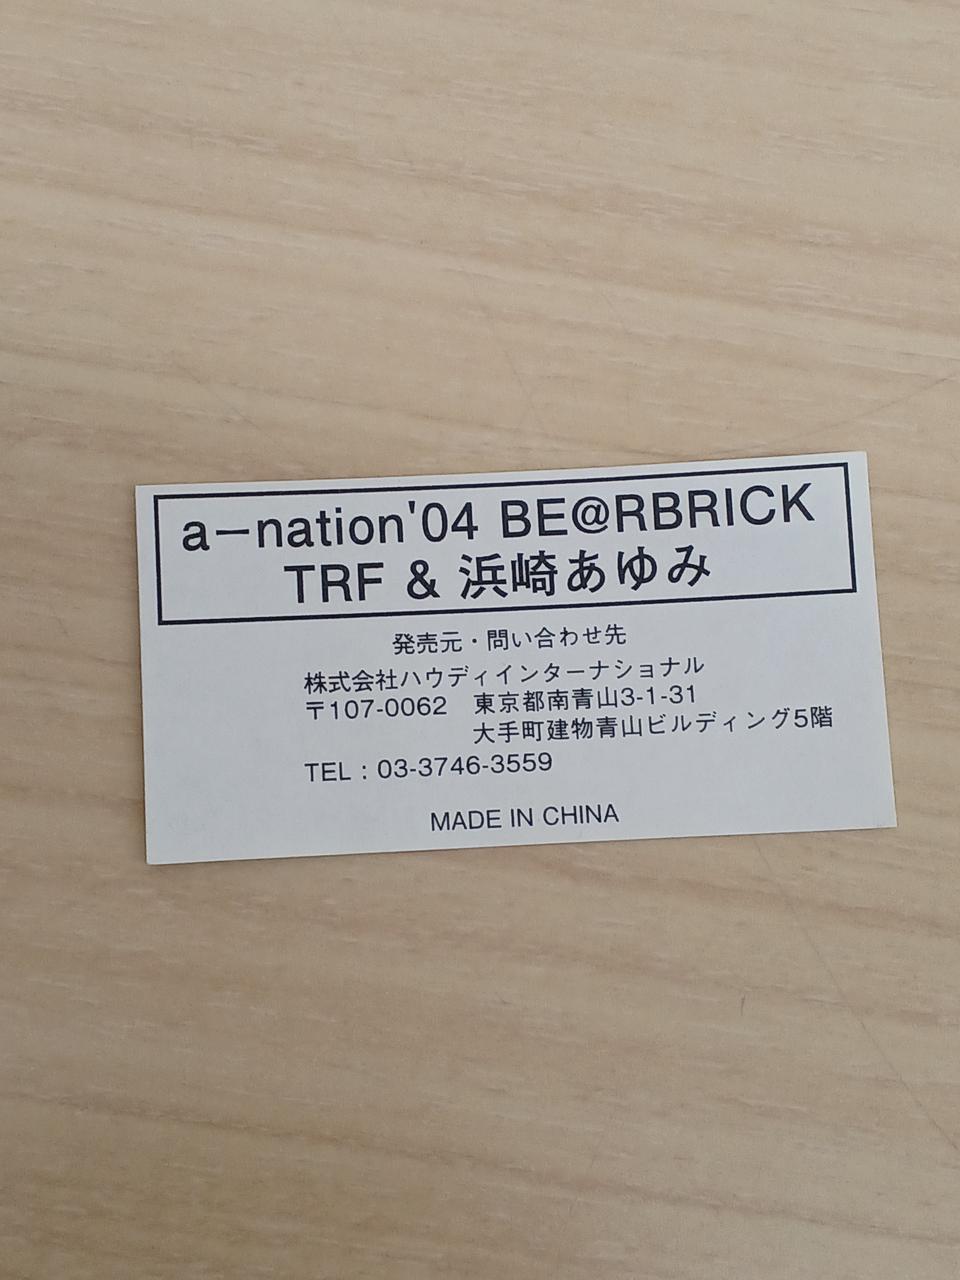 a−nation'04 BE@RBRICK
TRF & 浜崎あゆみ
発売元・問い合わせ先
株式会社ハウディインターナショナル
〒107-0062 東京都南青山3-1-31
大手町建物青山ビルディング5階
TEL : 03-3746-3559
MADE IN CHINA